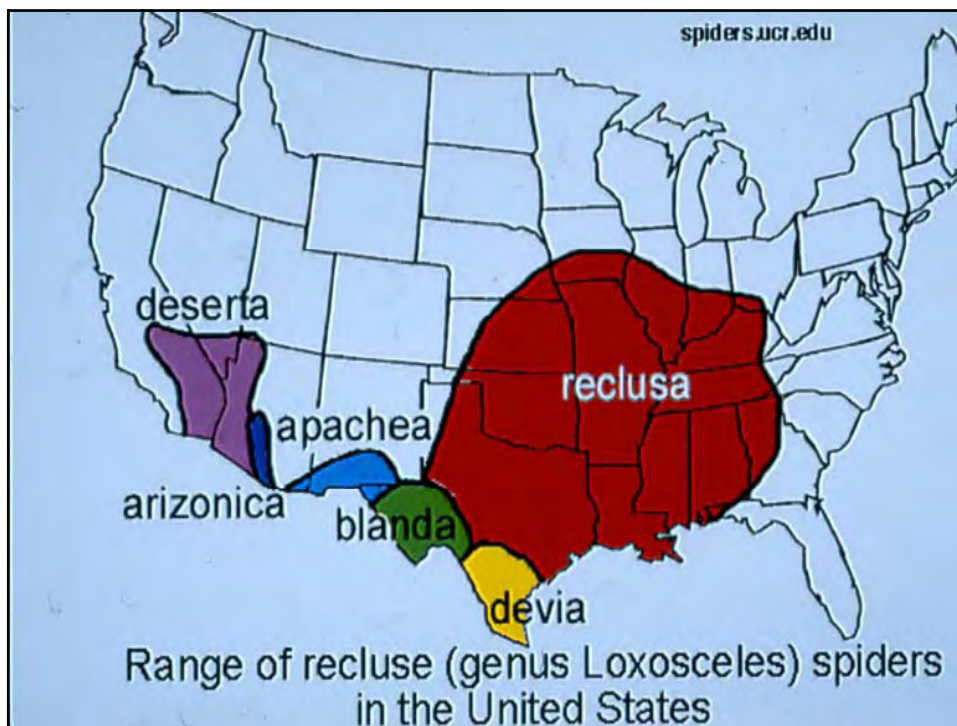 spiders.ucr.edu
deserta
reclusa
apachea
arizonica
blanda
devia
Range of recluse (genus Loxosceles) spiders
in the United States